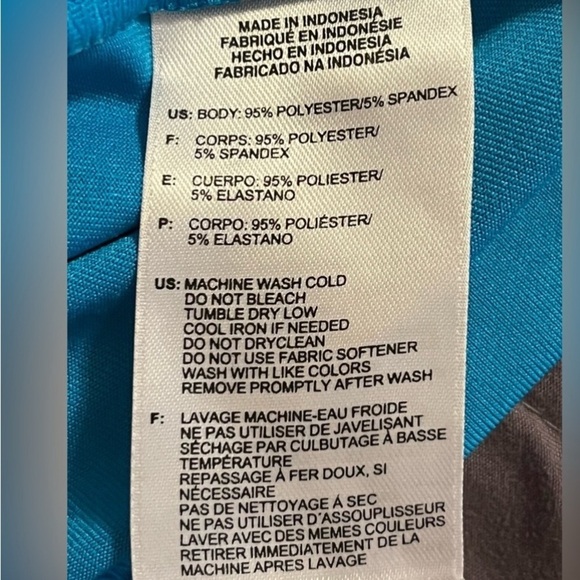 MADE IN INDONESIA
FABRIQUÉ EN INDONÉSIE
HECHO EN INDONESIA
FABRICADO NA INDONÉSIA
US: BODY: 95% POLYESTER/5% SPANDEX
F: CORPS: 95% POLYESTER/
5% SPANDEX
E: CUERPO: 95% POLIESTER/
5% ELASTANO
P: CORPO: 95% POLIÉSTER/
5% ELASTANO
US: MACHINE WASH COLD
DO NOT BLEACH
TUMBLE DRY LOW
COOL IRON IF NEEDED
DO NOT DRYCLEAN
DO NOT USE FABRIC SOFTENER
WASH WITH LIKE COLORS
REMOVE PROMPTLY AFTER WASH
F: LAVAGE MACHINE-EAU FROIDE
NE PAS UTILISER DE JAVELISANT
SÉCHAGE PAR CULBUTAGE À BASSE
TEMPÉRATURE
REPASSAGE À FER DOUX, SI
NÉCESSAIRE
PAS DE NETTOYAGE Á SEC
NE PAS UTILISER D'ASSOUPLISSEUR
LAVER AVEC DES MEMES COULEURS
RETIRER IMMEDIATEMENT DE LA
MACHINE APRES LAVAGE